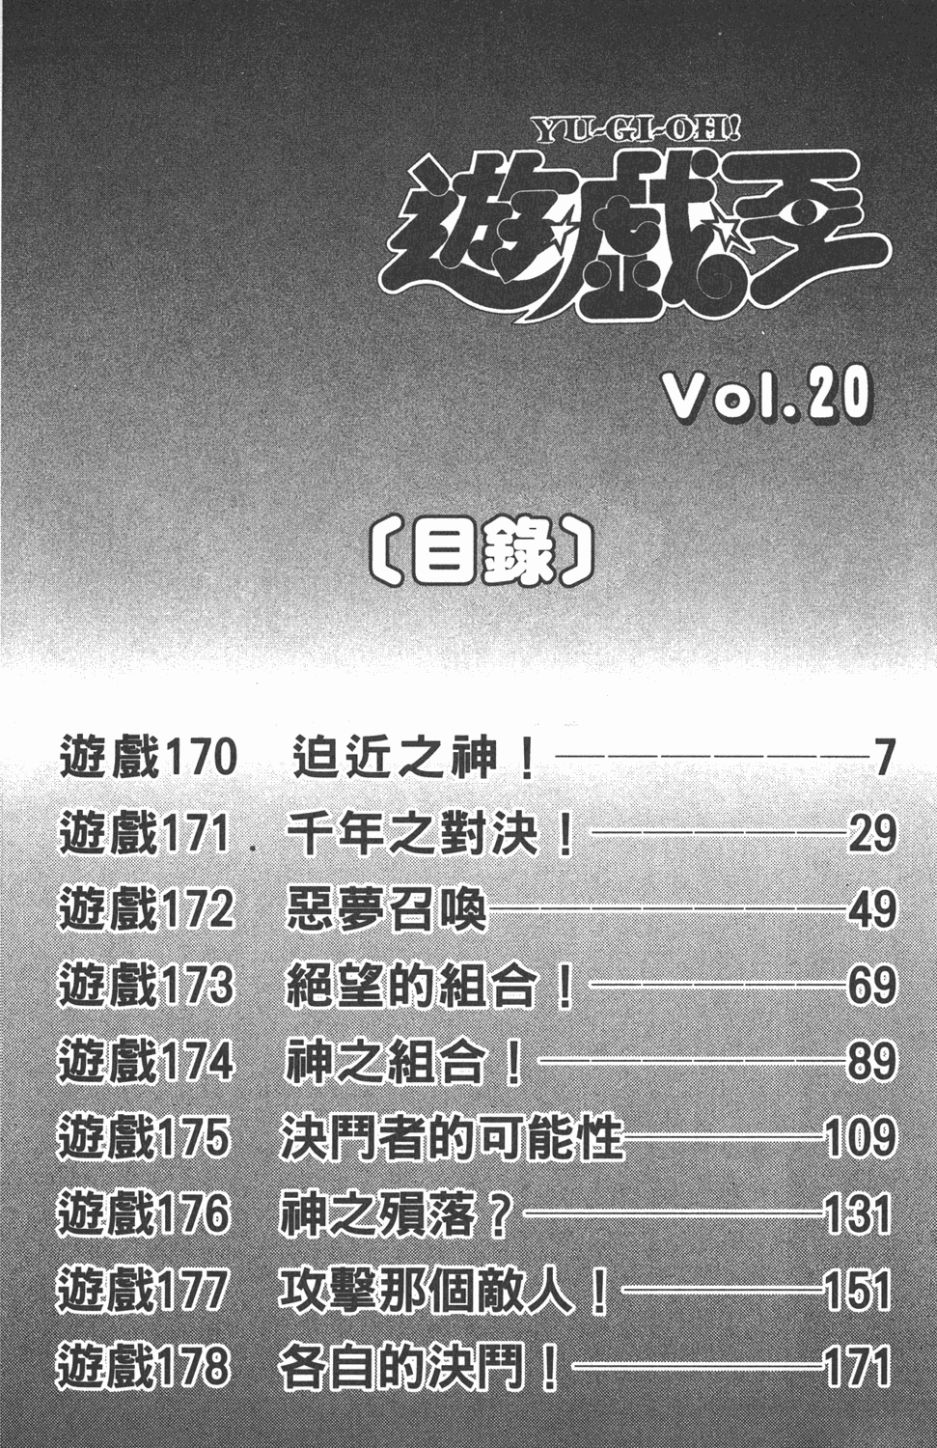 YU-GI-OH!
遊戲王
Vol.20
〔目錄〕
遊戲170 迫近之神！——————7
遊戲171 千年之對決！—————29
遊戲172 惡夢召喚———————49
遊戲173 絕望的組合！—————69
遊戲174 神之組合！——————89
遊戲175 決鬥者的可能性————109
遊戲176 神之殞落？——————131
遊戲177 攻擊那個敵人！————151
遊戲178 各自的決鬥！—————171